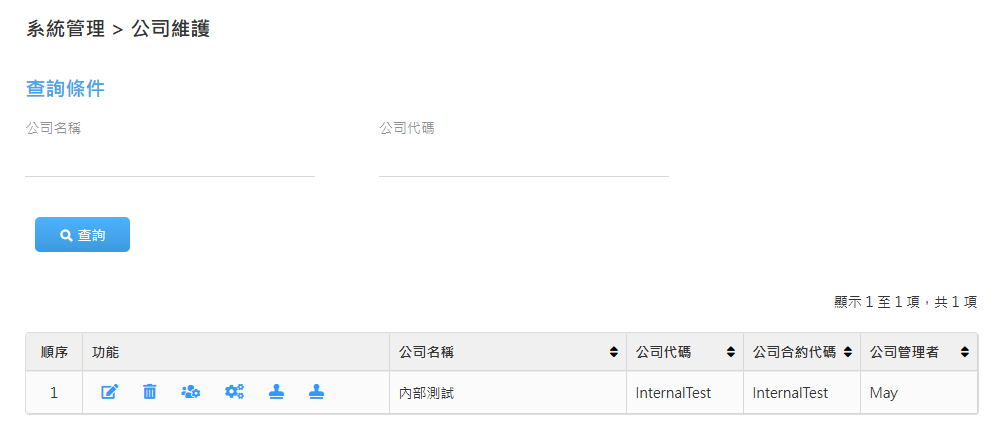 系統管理 > 公司維護
查詢條件
公司名稱 公司代碼
查詢
顯示 1 至 1 項，共 1 項
順序 功能 公司名稱 公司代碼 公司合約代碼 公司管理者
1 內部測試 InternalTest InternalTest May